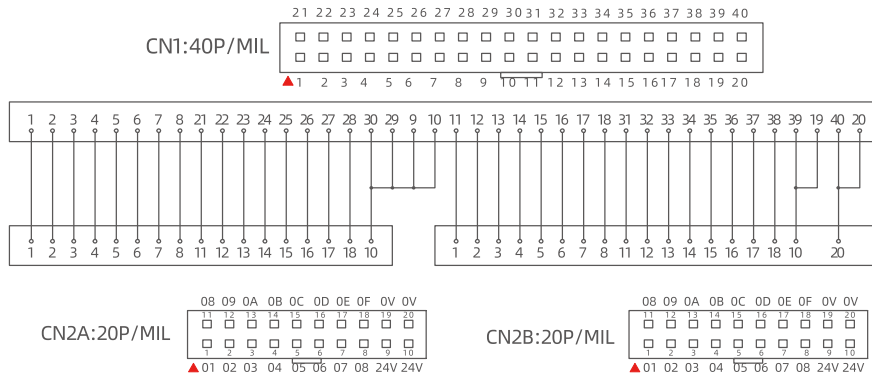 21 22 23 24 25 26 27 28 29 30 31 32 33 34 35 36 37 38 39 40
CN1:40P/MIL
1 2 3 4 5 6 7 8 9 10 11 12 13 14 15 16 17 18 19 20
1 2 3 4 5 6 7 8 21 22 23 24 25 26 27 28 30 29 9 10 11 12 13 14 15 16 17 18 31 32 33 34 35 36 37 38 39 19 40 20
1 2 3 4 5 6 7 8 11 12 13 14 15 16 17 18 10
1 2 3 4 5 6 7 8 11 12 13 14 15 16 17 18 10 20
08 09 0A 0B 0C 0D 0E 0F 0V 0V
11 12 13 14 15 16 17 18 19 20
CN2A:20P/MIL
1 2 3 4 5 6 7 8 9 10
01 02 03 04 05 06 07 08 24V 24V
08 09 0A 0B 0C 0D 0E 0F 0V 0V
11 12 13 14 15 16 17 18 19 20
CN2B:20P/MIL
1 2 3 4 5 6 7 8 9 10
01 02 03 04 05 06 07 08 24V 24V